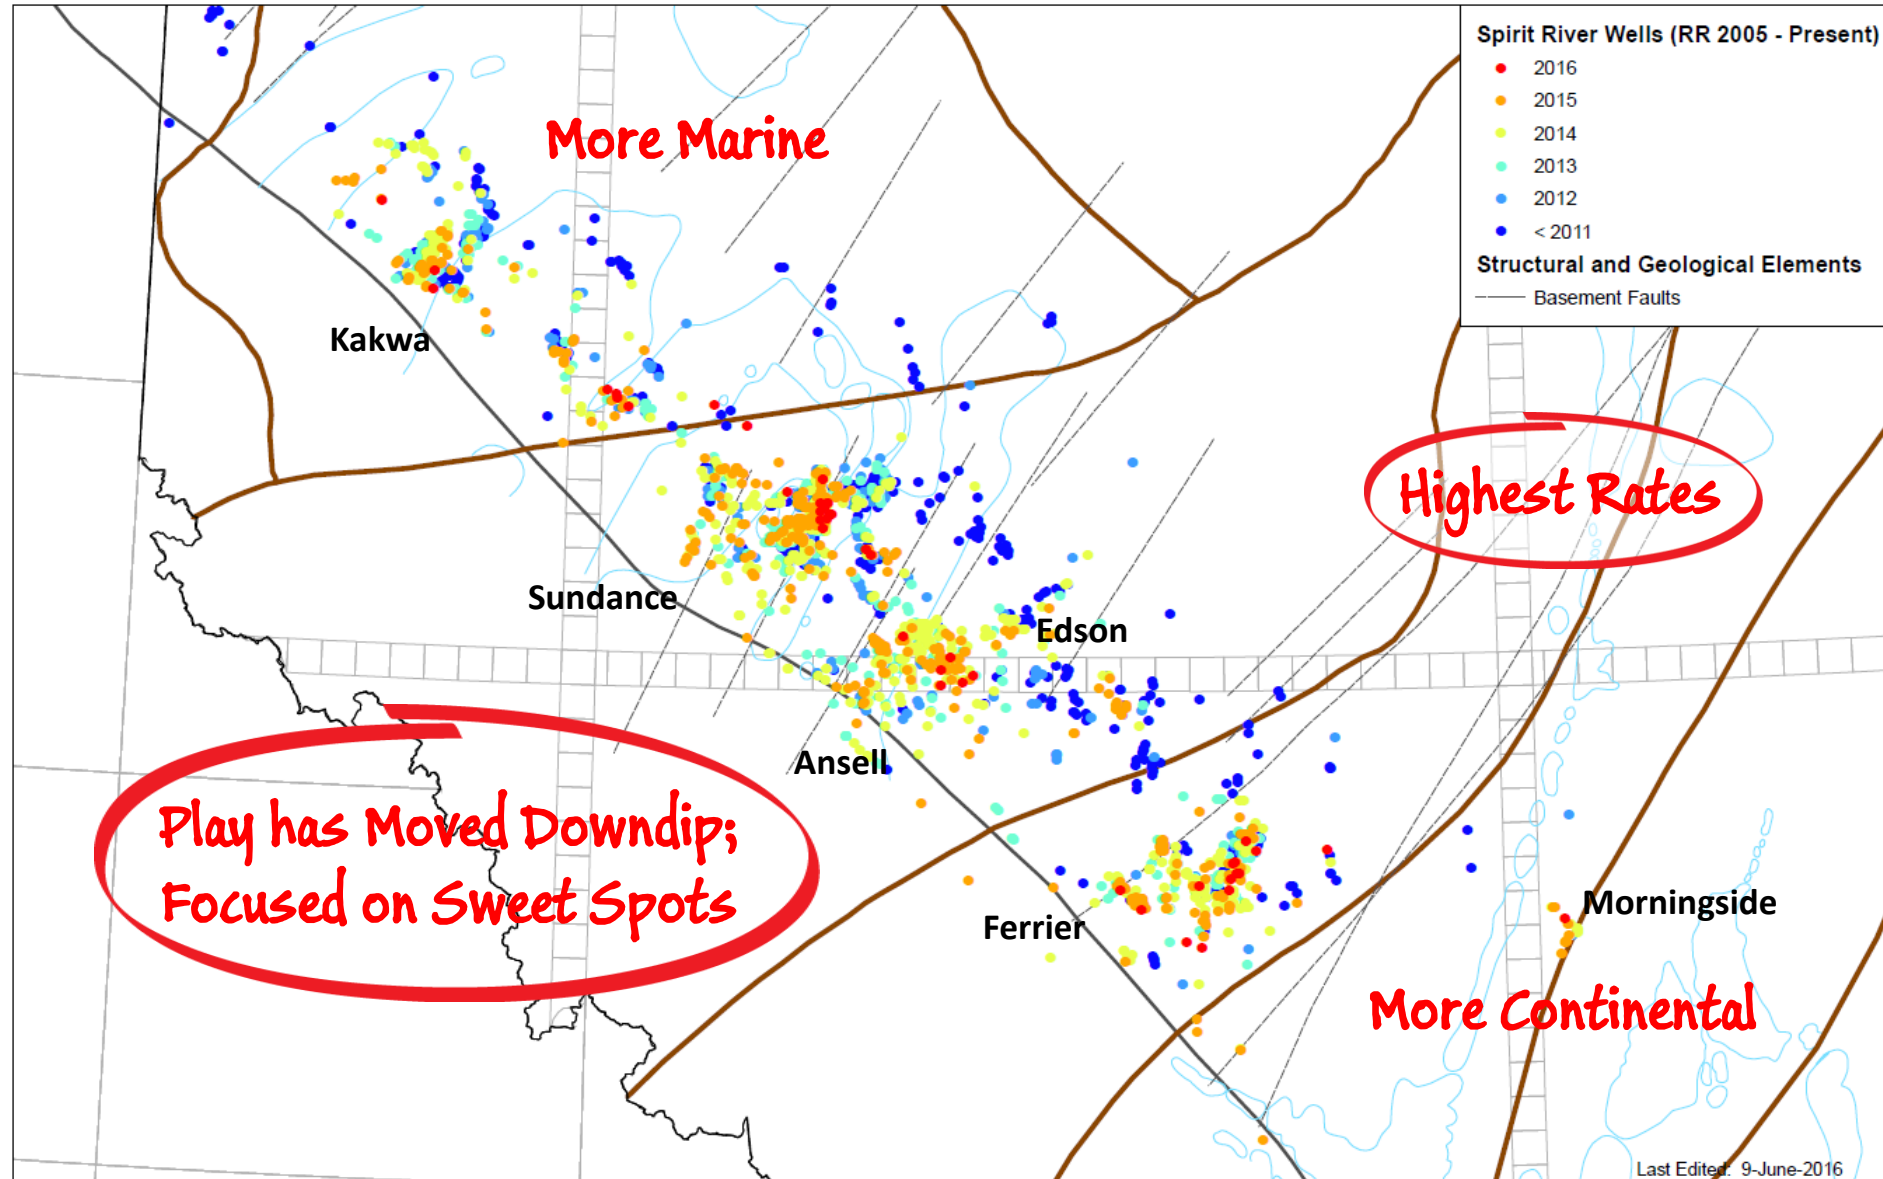 Spirit River Wells (RR 2005 - Present)
2016
2015
2014
2013
2012
< 2011
Structural and Geological Elements
Basement Faults
More Marine
Kakwa
Highest Rates
Sundance
Edson
Ansell
Play has Moved Downdip;
Focused on Sweet Spots
Ferrier
Morningside
More Continental
Last Edited: 9-June-2016